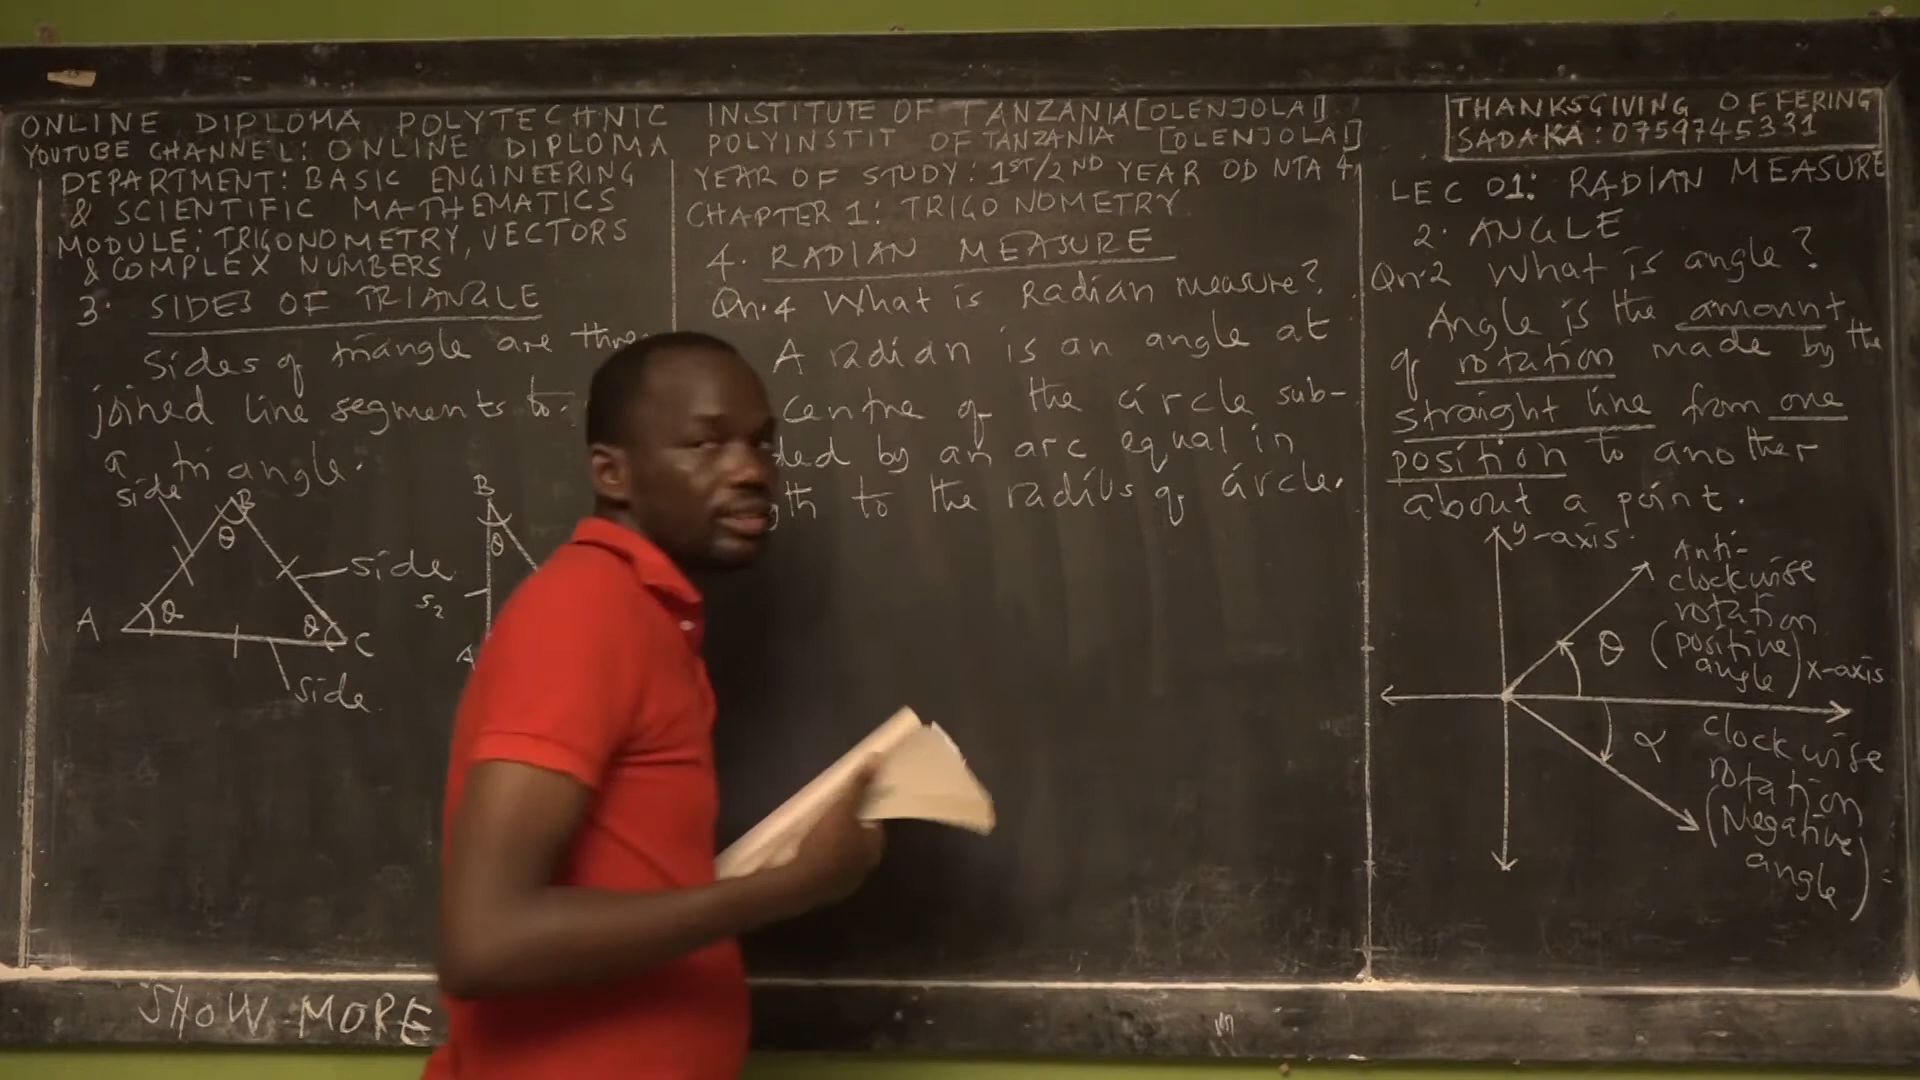 ONLINE DIPLOMA POLYTECHNIC INSTITUTE OF TANZANIA [OLENJOLAI]
YOUTUBE CHANNEL: ONLINE DIPLOMA POLYINSTIT OF TANZANIA [OLENJOLAI]
DEPARTMENT: BASIC ENGINEERING
& SCIENTIFIC MATHEMATICS
MODULE: TRIGONOMETRY, VECTORS
& COMPLEX NUMBERS
3. SIDES OF TRIANGLE
Sides of triangle are
joined line segments to
a triangle.
side
B
θ
side
A
θ
θ
C
side
B
θ
s2
A
SHOW MORE
YEAR OF STUDY: 1ST/2ND YEAR OD NTA 4
CHAPTER 1: TRIGONOMETRY
4. RADIAN MEASURE
Qn.4 What is Radian measure?
A radian is an angle at
centre of the circle sub-
by an arc equal in
to the radius of circle.
THANKSGIVING OFFERING
SADAKA: 0759745331
LEC 01: RADIAN MEASURE
2. ANGLE
Qn.2 What is angle?
Angle is the amount
of rotation made by the
straight line from one
position to another
about a point.
y-axis
Anti-
clockwise
rotation
θ (positive
angle) x-axis
α clockwise
rotation
(Negative
angle)